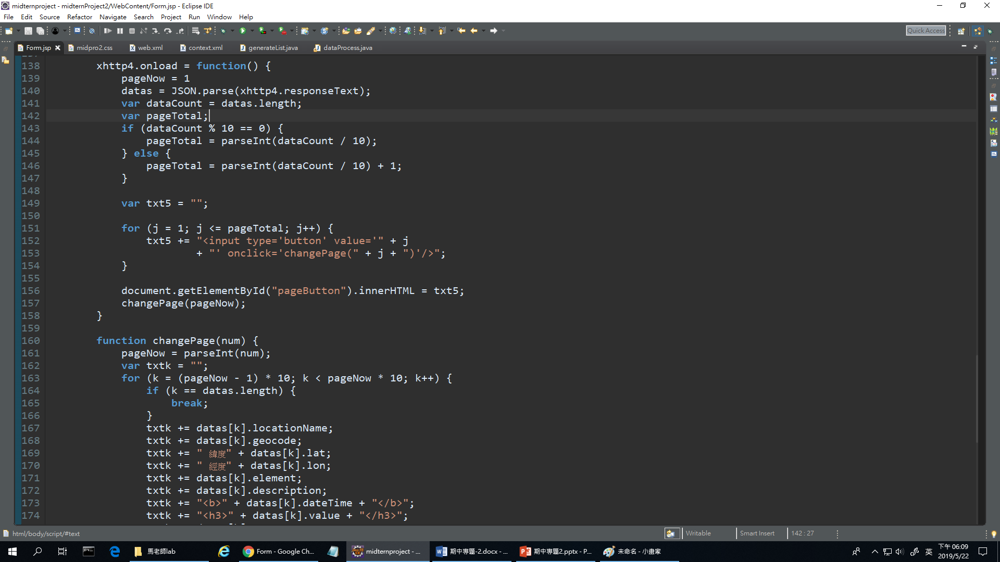 midternproject - midternProject2/WebContent/Form.jsp - Eclipse IDE
File Edit Source Refactor Navigate Search Project Run Window Help
Quick Access
Form.jsp midpro2.css web.xml context.xml generateList.java dataProcess.java
138 xhttp4.onload = function() {
139 pageNow = 1
140 datas = JSON.parse(xhttp4.responseText);
141 var dataCount = datas.length;
142 var pageTotal;
143 if (dataCount % 10 == 0) {
144 pageTotal = parseInt(dataCount / 10);
145 } else {
146 pageTotal = parseInt(dataCount / 10) + 1;
147 }
148
149 var txt5 = "";
150
151 for (j = 1; j <= pageTotal; j++) {
152 txt5 += "<input type='button' value='" + j
153 + "' onclick='changePage(" + j + ")'/>";
154 }
155
156 document.getElementById("pageButton").innerHTML = txt5;
157 changePage(pageNow);
158 }
159
160 function changePage(num) {
161 pageNow = parseInt(num);
162 var txtk = "";
163 for (k = (pageNow - 1) * 10; k < pageNow * 10; k++) {
164 if (k == datas.length) {
165 break;
166 }
167 txtk += datas[k].locationName;
168 txtk += datas[k].geocode;
169 txtk += " 緯度" + datas[k].lat;
170 txtk += " 經度" + datas[k].lon;
171 txtk += datas[k].element;
172 txtk += datas[k].description;
173 txtk += "<b>" + datas[k].dateTime + "</b>";
174 txtk += "<h3>" + datas[k].value + "</h3>";
html/body/script/#text Writable Smart Insert 142 : 27
馬老師lab Form - Google Ch... midternproject - ... 期中專題-2.docx - ... 期中專題2.pptx - P... 未命名 - 小畫家 英 下午 06:09
2019/5/22